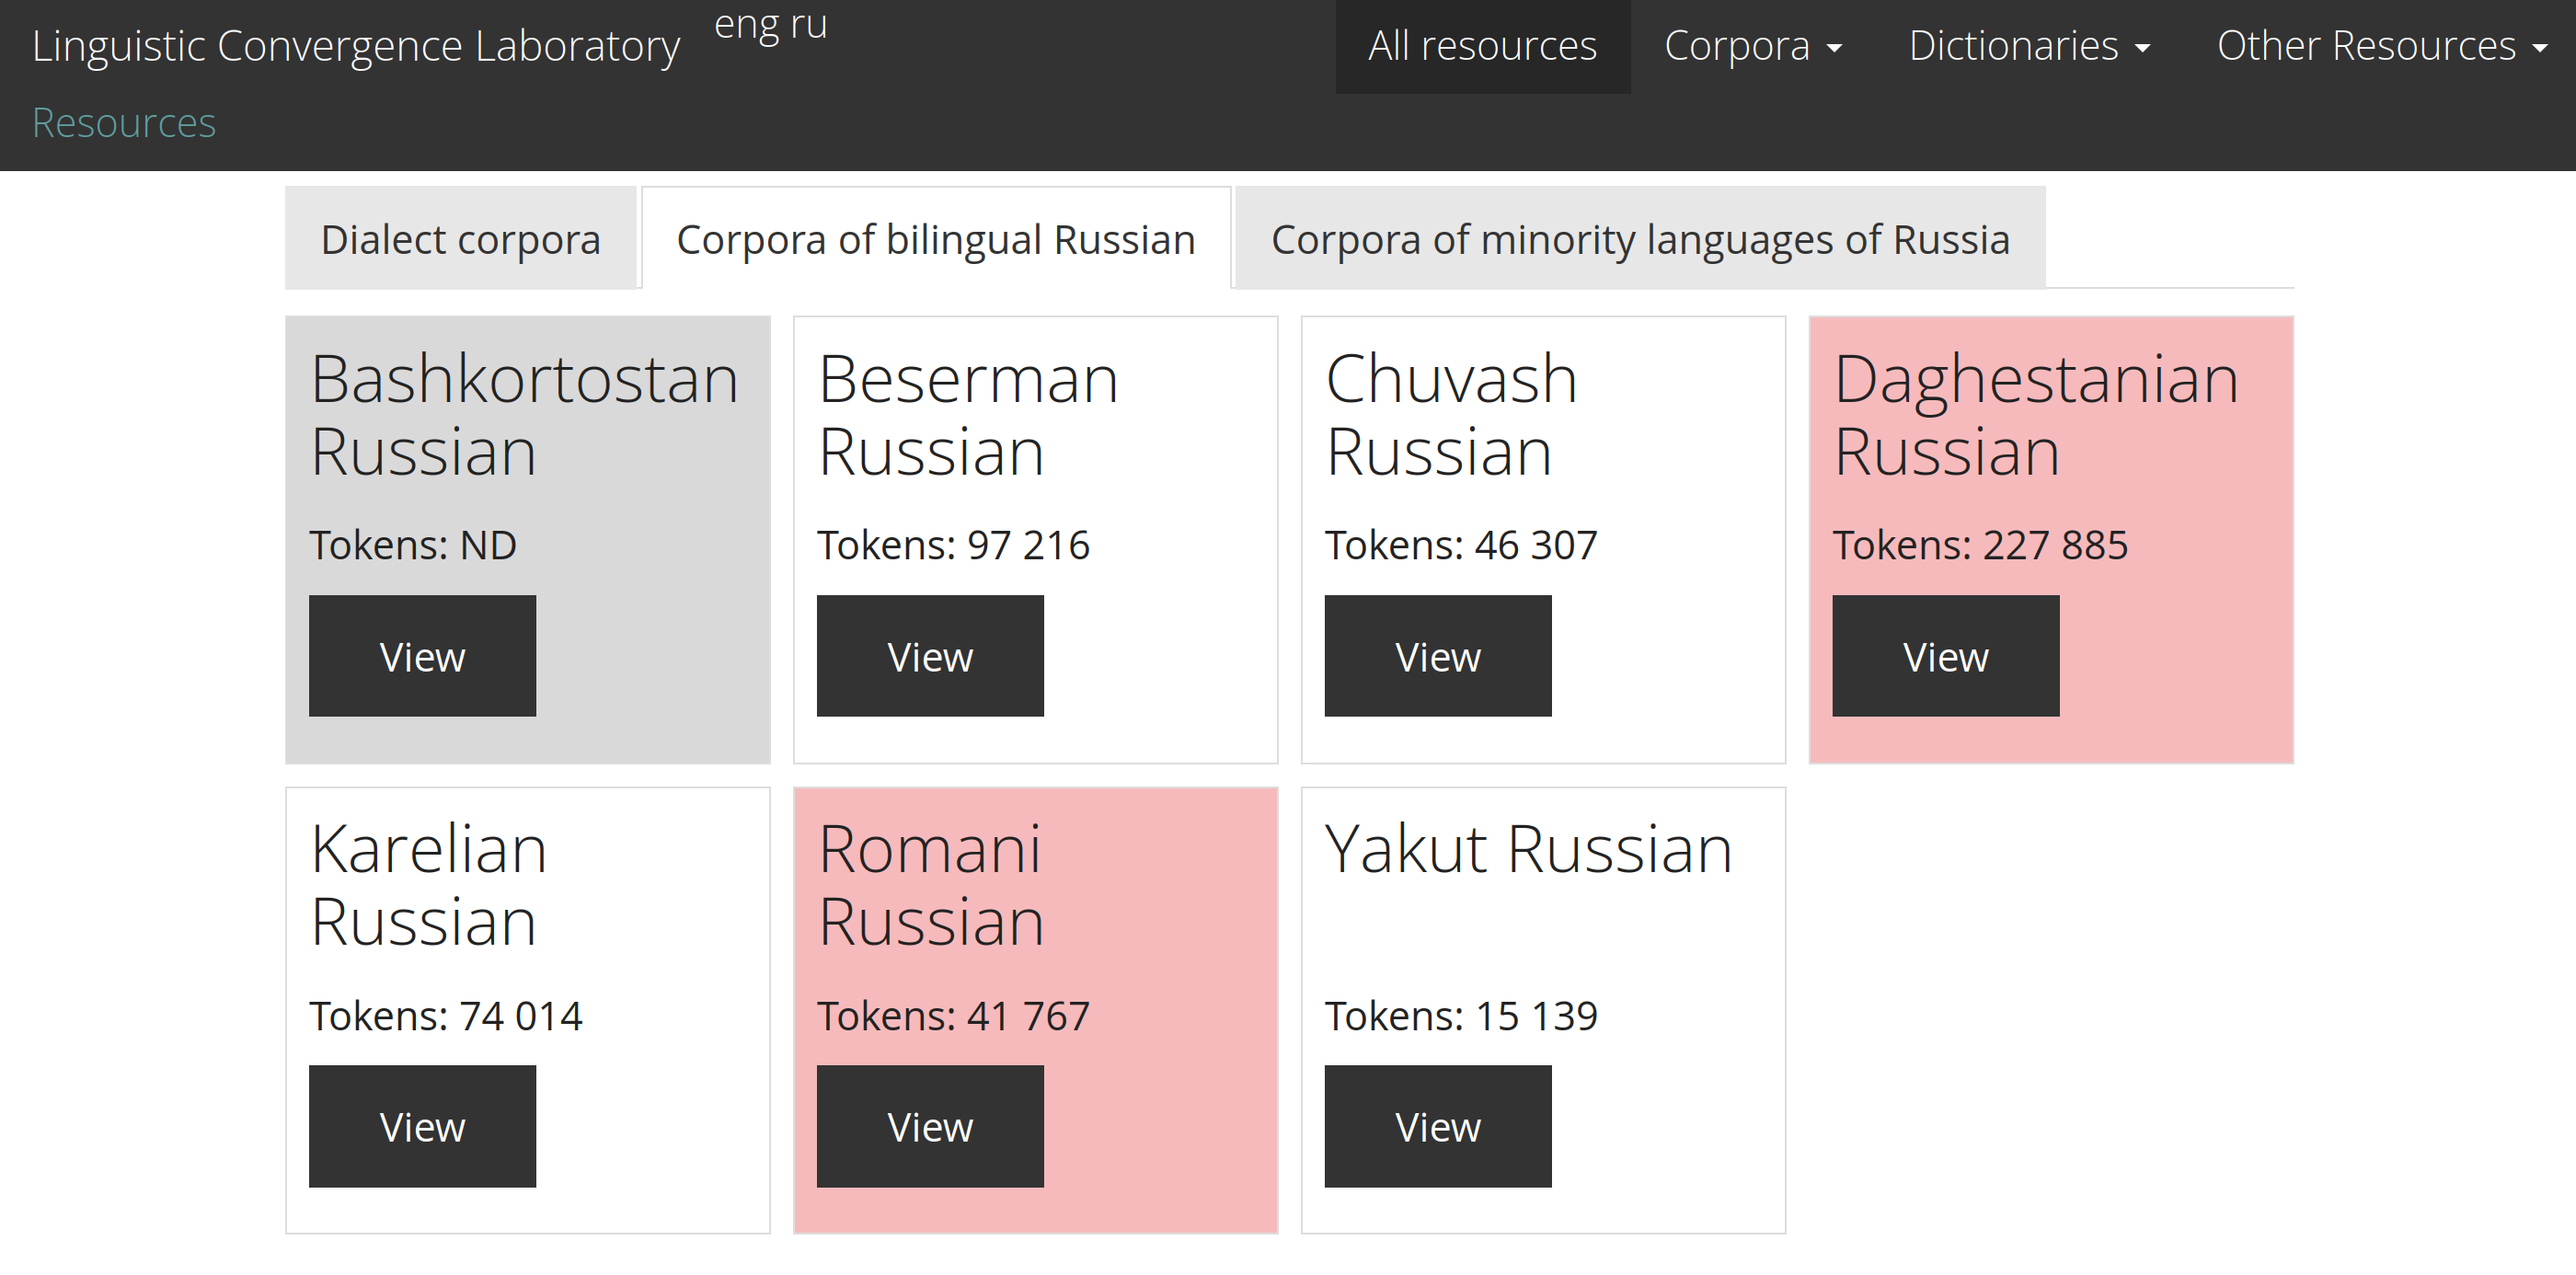 Linguistic Convergence Laboratory eng ru All resources Corpora Dictionaries Other Resources
Resources
Dialect corpora Corpora of bilingual Russian Corpora of minority languages of Russia
Bashkortostan
Russian
Tokens: ND
View
Beserman
Russian
Tokens: 97 216
View
Chuvash
Russian
Tokens: 46 307
View
Daghestanian
Russian
Tokens: 227 885
View
Karelian
Russian
Tokens: 74 014
View
Romani
Russian
Tokens: 41 767
View
Yakut Russian
Tokens: 15 139
View